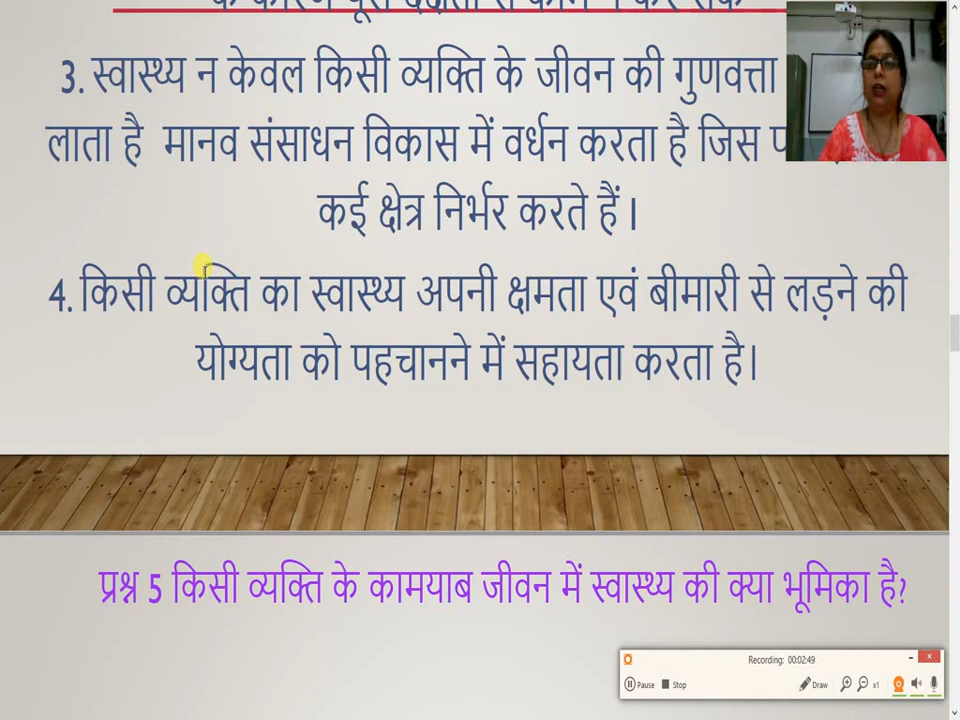 3. स्वास्थ्य न केवल किसी व्यक्ति के जीवन की गुणवत्ता
लाता है मानव संसाधन विकास में वर्धन करता है जिस
कई क्षेत्र निर्भर करते हैं I
4. किसी व्यक्ति का स्वास्थ्य अपनी क्षमता एवं बीमारी से लड़ने की
योग्यता को पहचानने में सहायता करता है।
प्रश्न 5 किसी व्यक्ति के कामयाब जीवन में स्वास्थ्य की क्या भूमिका है?
Recording: 00:02:49
Pause Stop Draw x1